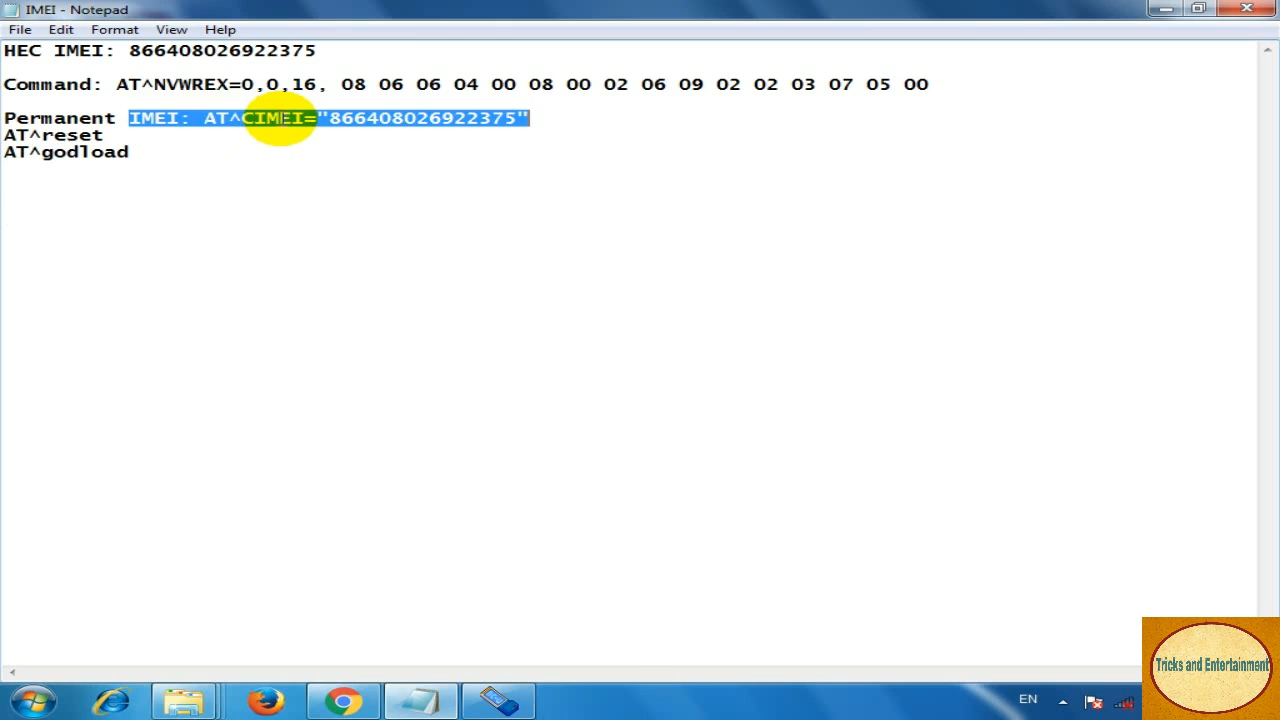 IMEI - Notepad
File Edit Format View Help
HEC IMEI: 866408026922375
Command: AT^NVWREX=0,0,16, 08 06 06 04 00 08 00 02 06 09 02 02 03 07 05 00
Permanent IMEI: AT^CIMEI="866408026922375"
AT^reset
AT^godload
EN
Tricks and Entertainment